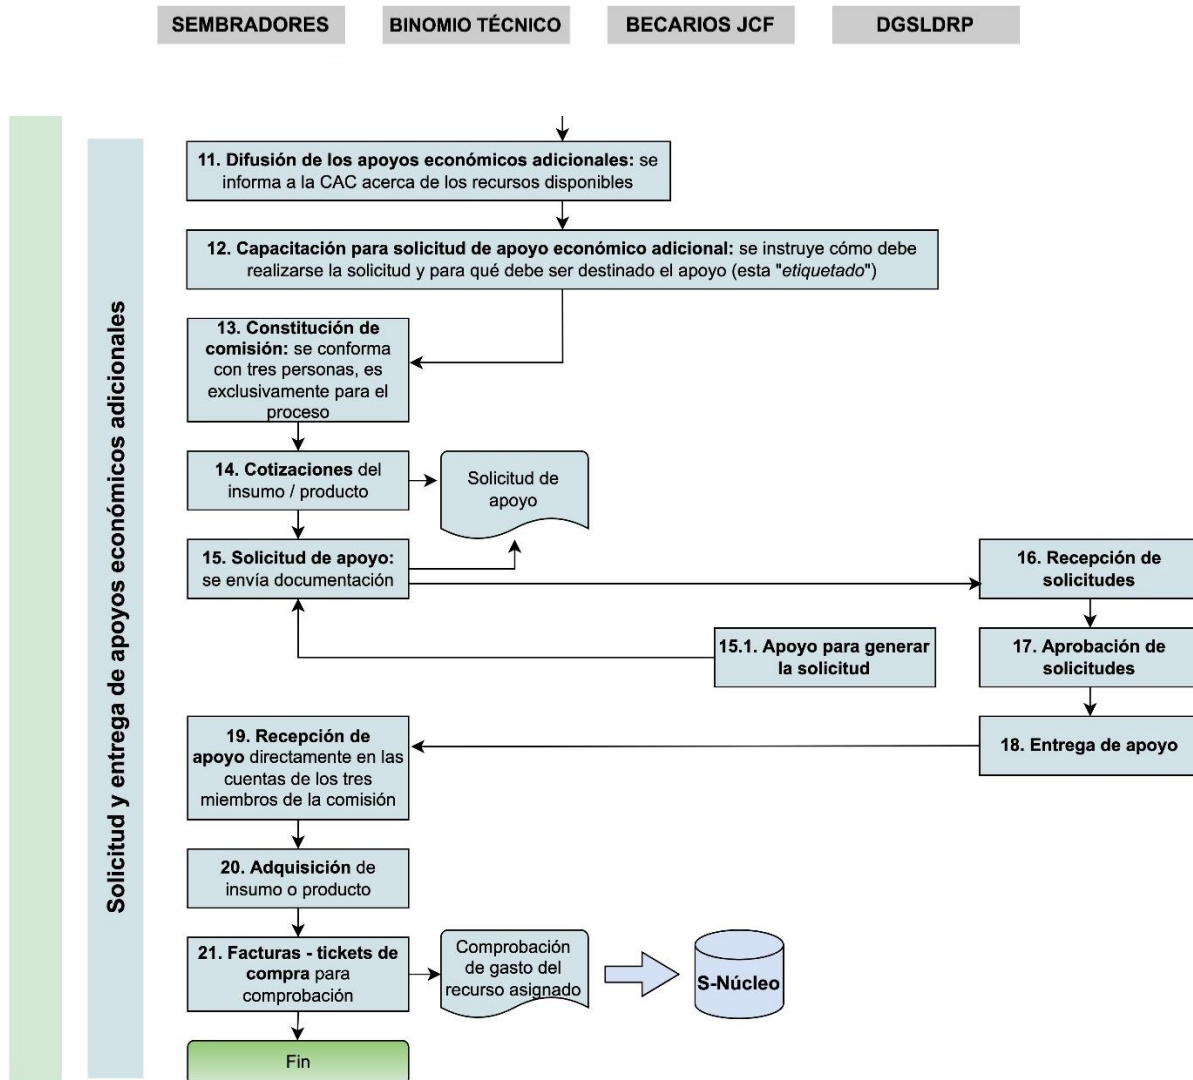 SEMBRADORES
BINOMIO TÉCNICO
BECARIOS JCF
DGSLDRP
Solicitud y entrega de apoyos económicos adicionales
11. Difusión de los apoyos económicos adicionales: se
informa a la CAC acerca de los recursos disponibles
12. Capacitación para solicitud de apoyo económico adicional: se instruye cómo debe
realizarse la solicitud y para qué debe ser destinado el apoyo (esta "etiquetado")
13. Constitución de
comisión: se conforma
con tres personas, es
exclusivamente para el
proceso
14. Cotizaciones del
insumo / producto
Solicitud de
apoyo
15. Solicitud de apoyo:
se envía documentación
16. Recepción de
solicitudes
15.1. Apoyo para generar
la solicitud
17. Aprobación de
solicitudes
18. Entrega de apoyo
19. Recepción de
apoyo directamente en las
cuentas de los tres
miembros de la comisión
20. Adquisición de
insumo o producto
21. Facturas - tickets de
compra para
comprobación
Comprobación
de gasto del
recurso asignado
S-Núcleo
Fin